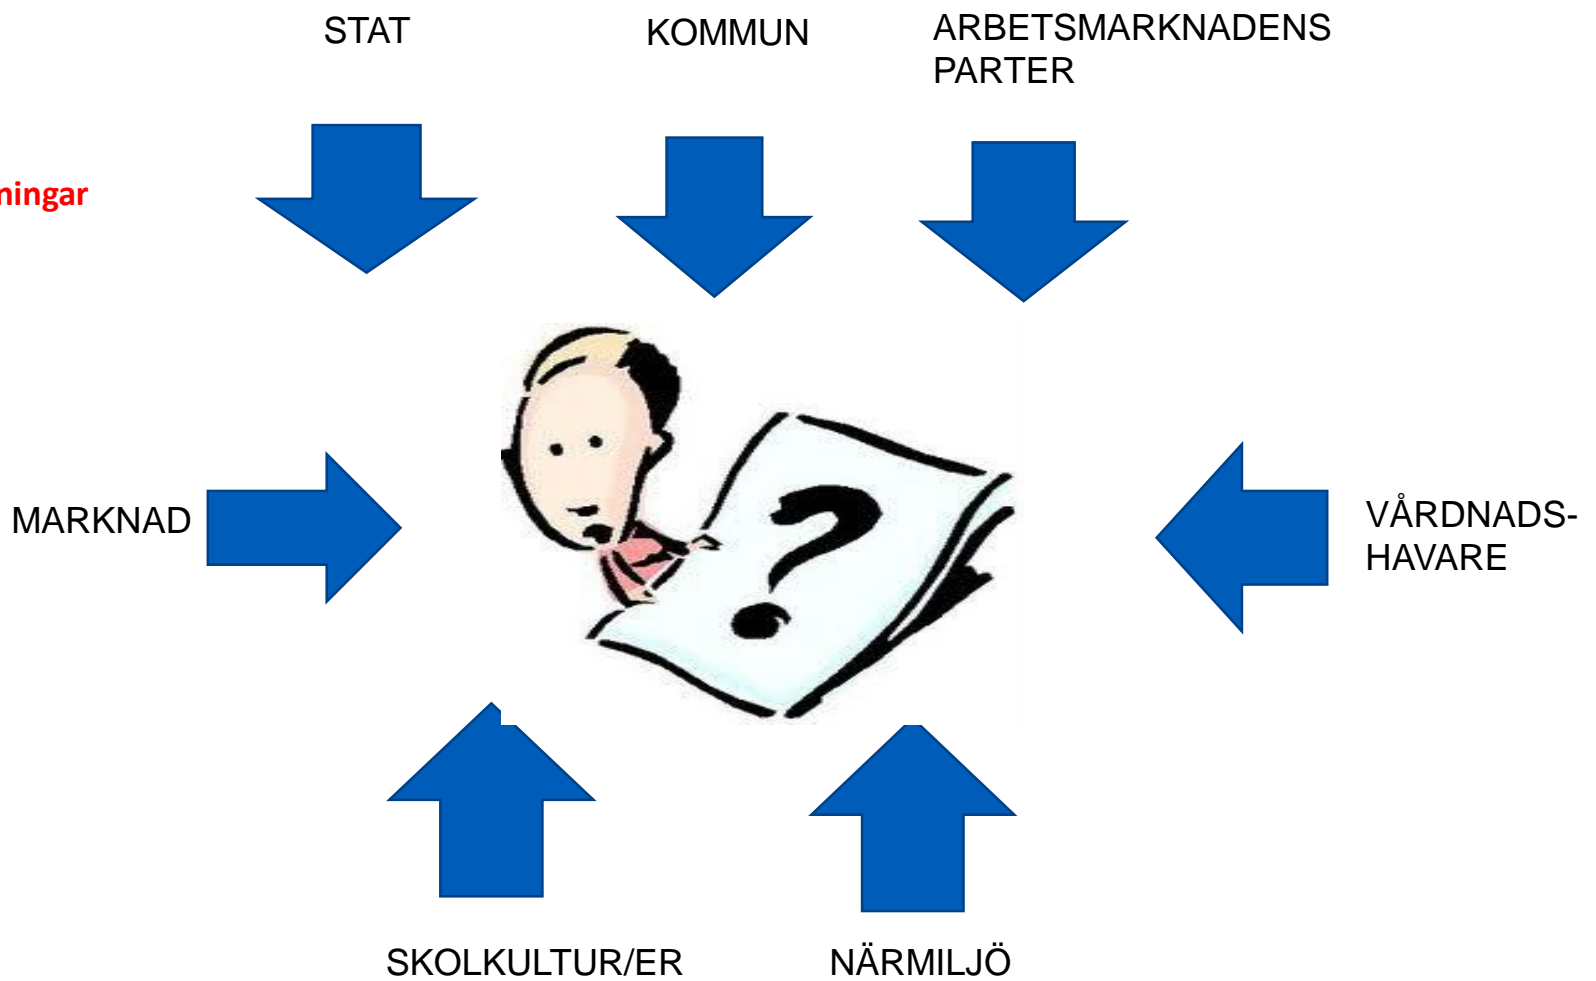 STAT
KOMMUN
ARBETSMARKNADENS
PARTER
ningar
MARKNAD
?
VÅRDNADS-
HAVARE
SKOLKULTUR/ER
NÄRMILJÖ